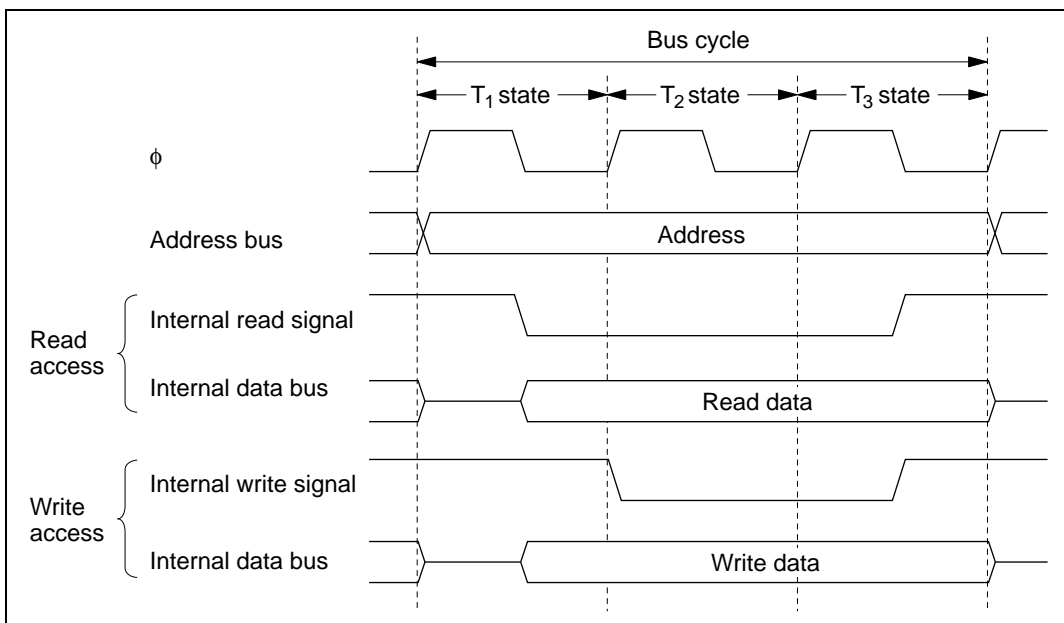 Bus cycle
T1 state T2 state T3 state
ϕ
Address bus Address
Read access
Internal read signal
Internal data bus Read data
Write access
Internal write signal
Internal data bus Write data